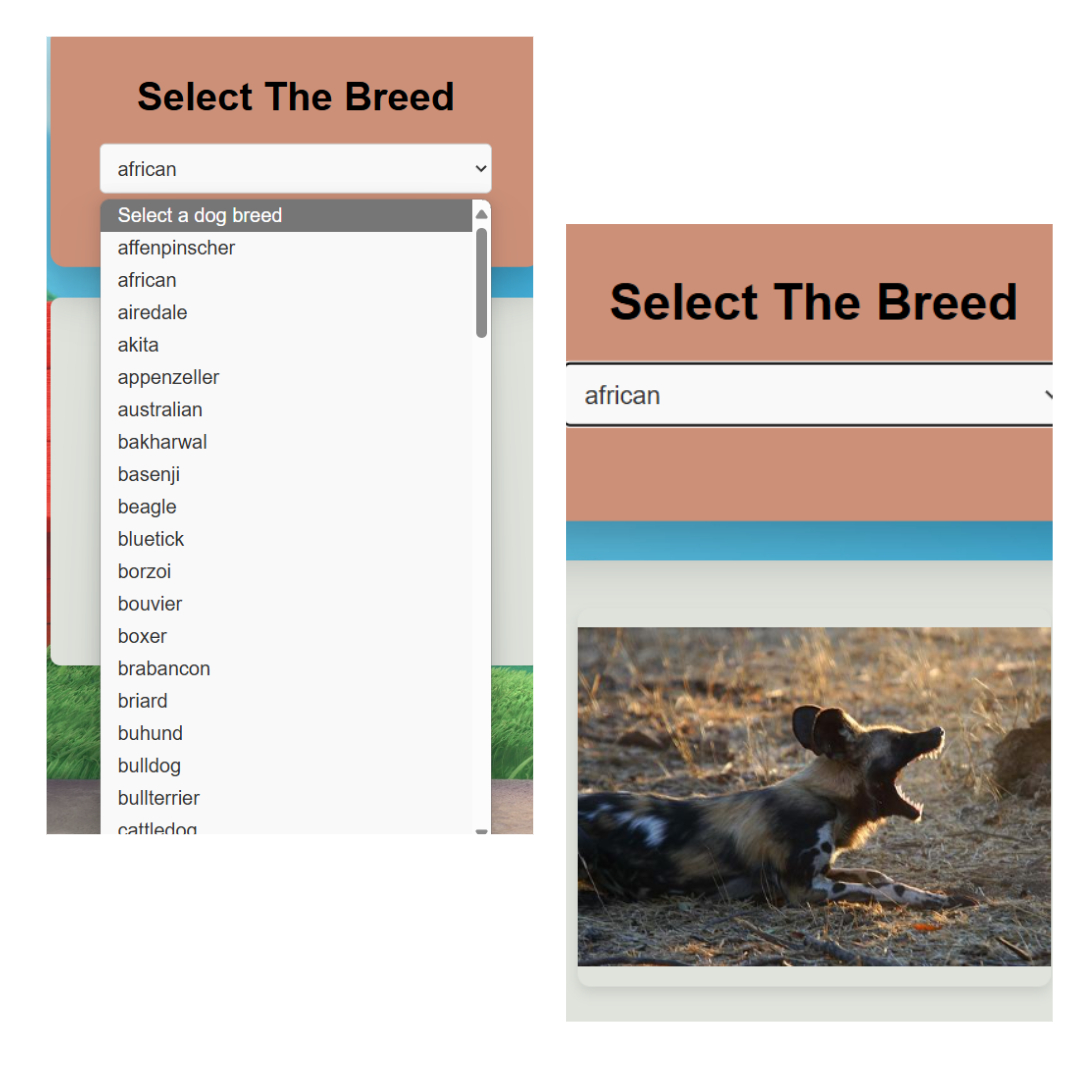 Select The Breed
african
Select a dog breed
affenpinscher
african
airedale
akita
appenzeller
australian
bakharwal
basenji
beagle
bluetick
borzoi
bouvier
boxer
brabancon
briard
buhund
bulldog
bullterrier
cattledog
Select The Breed
african